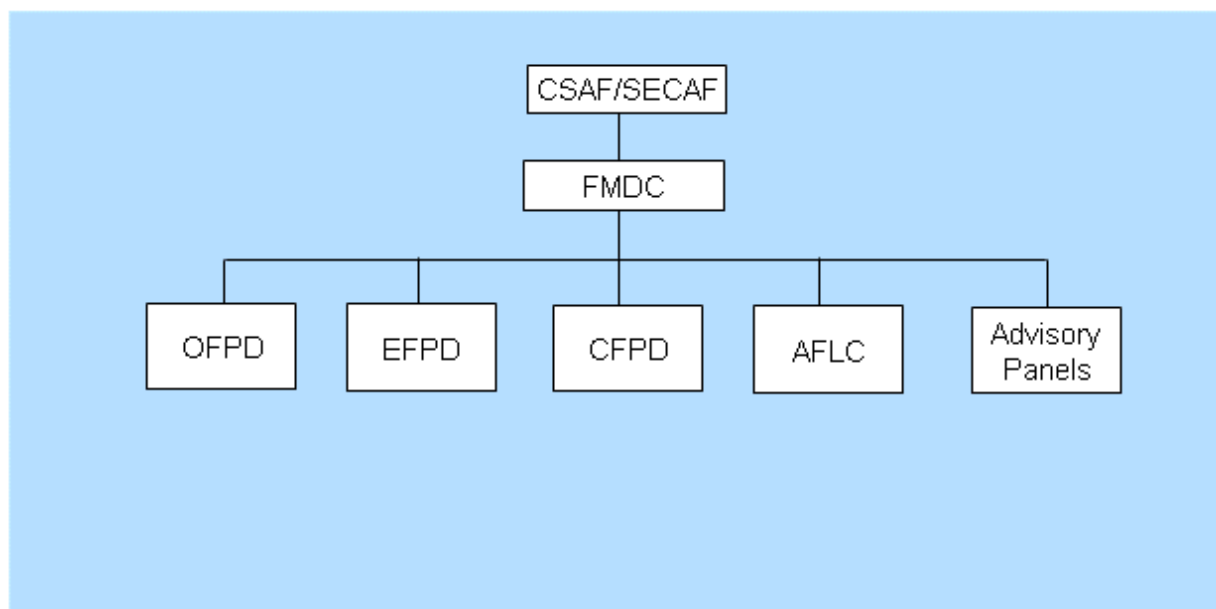 CSAF/SECAF
FMDC
OFPD
EFPD
CFPD
AFLC
Advisory
Panels